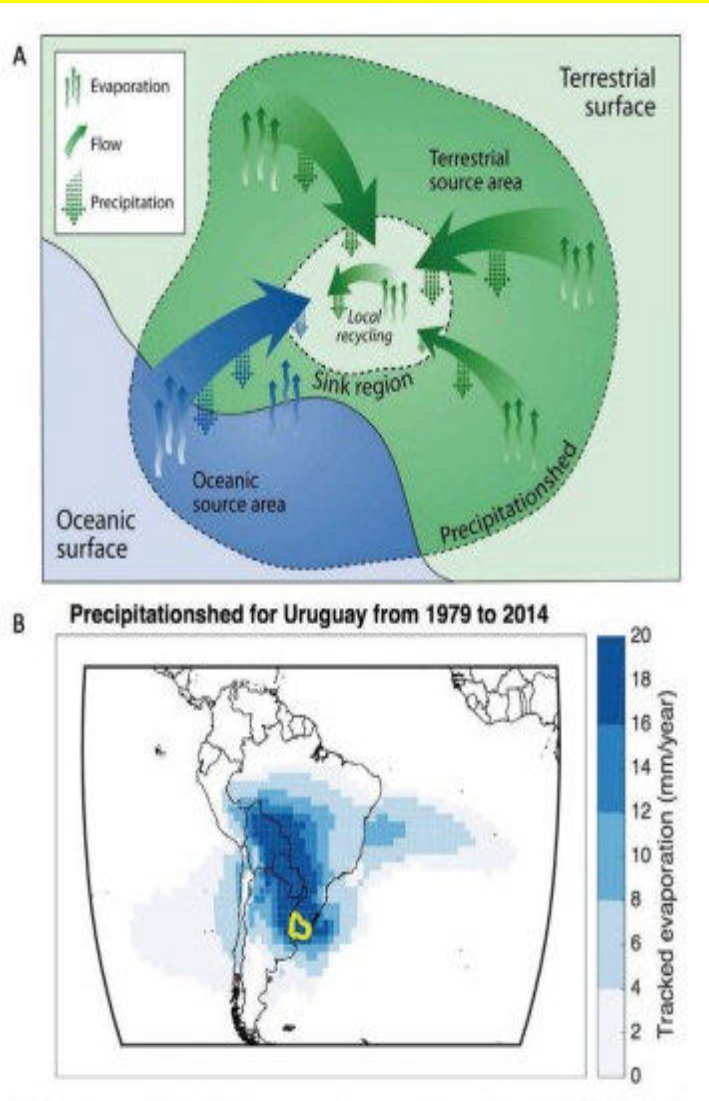 A
Evaporation
Flow
Precipitation
Terrestrial
surface
Terrestrial
source area
Local
recycling
Sink region
Oceanic
source area
Precipitationshed
Oceanic
surface
B
Precipitationshed for Uruguay from 1979 to 2014
20
18
16
14
12
10
8
6
4
2
0
Tracked evaporation (mm/year)